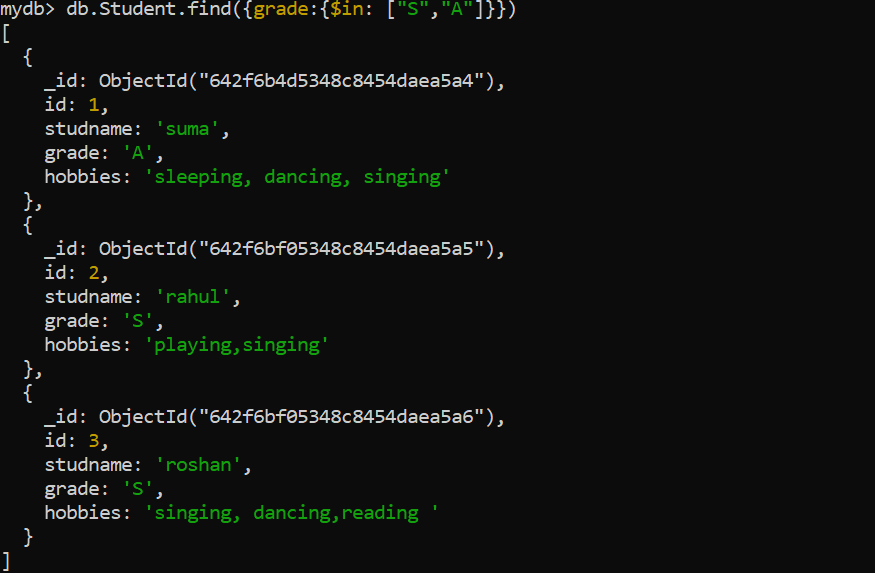 mydb> db.Student.find({grade:{$in: ["S","A"]}})
[
  {
    _id: ObjectId("642f6b4d5348c8454daea5a4"),
    id: 1,
    studname: 'suma',
    grade: 'A',
    hobbies: 'sleeping, dancing, singing'
  },
  {
    _id: ObjectId("642f6bf05348c8454daea5a5"),
    id: 2,
    studname: 'rahul',
    grade: 'S',
    hobbies: 'playing,singing'
  },
  {
    _id: ObjectId("642f6bf05348c8454daea5a6"),
    id: 3,
    studname: 'roshan',
    grade: 'S',
    hobbies: 'singing, dancing,reading '
  }
]